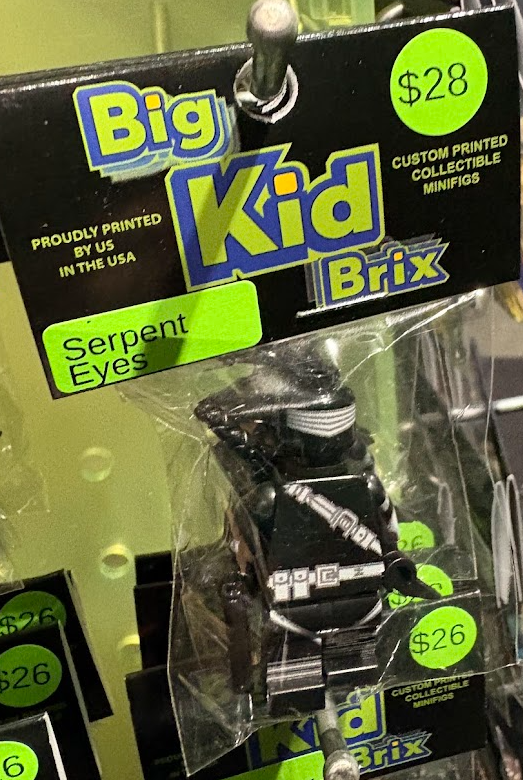 Big
Kid
Brix
$28
CUSTOM PRINTED
COLLECTIBLE
MINIFIGS
PROUDLY PRINTED
BY US
IN THE USA
Serpent
Eyes
$26
$26
$26
CUSTOM PRINTED
COLLECTIBLE
MINIFIGS
Kid
Brix